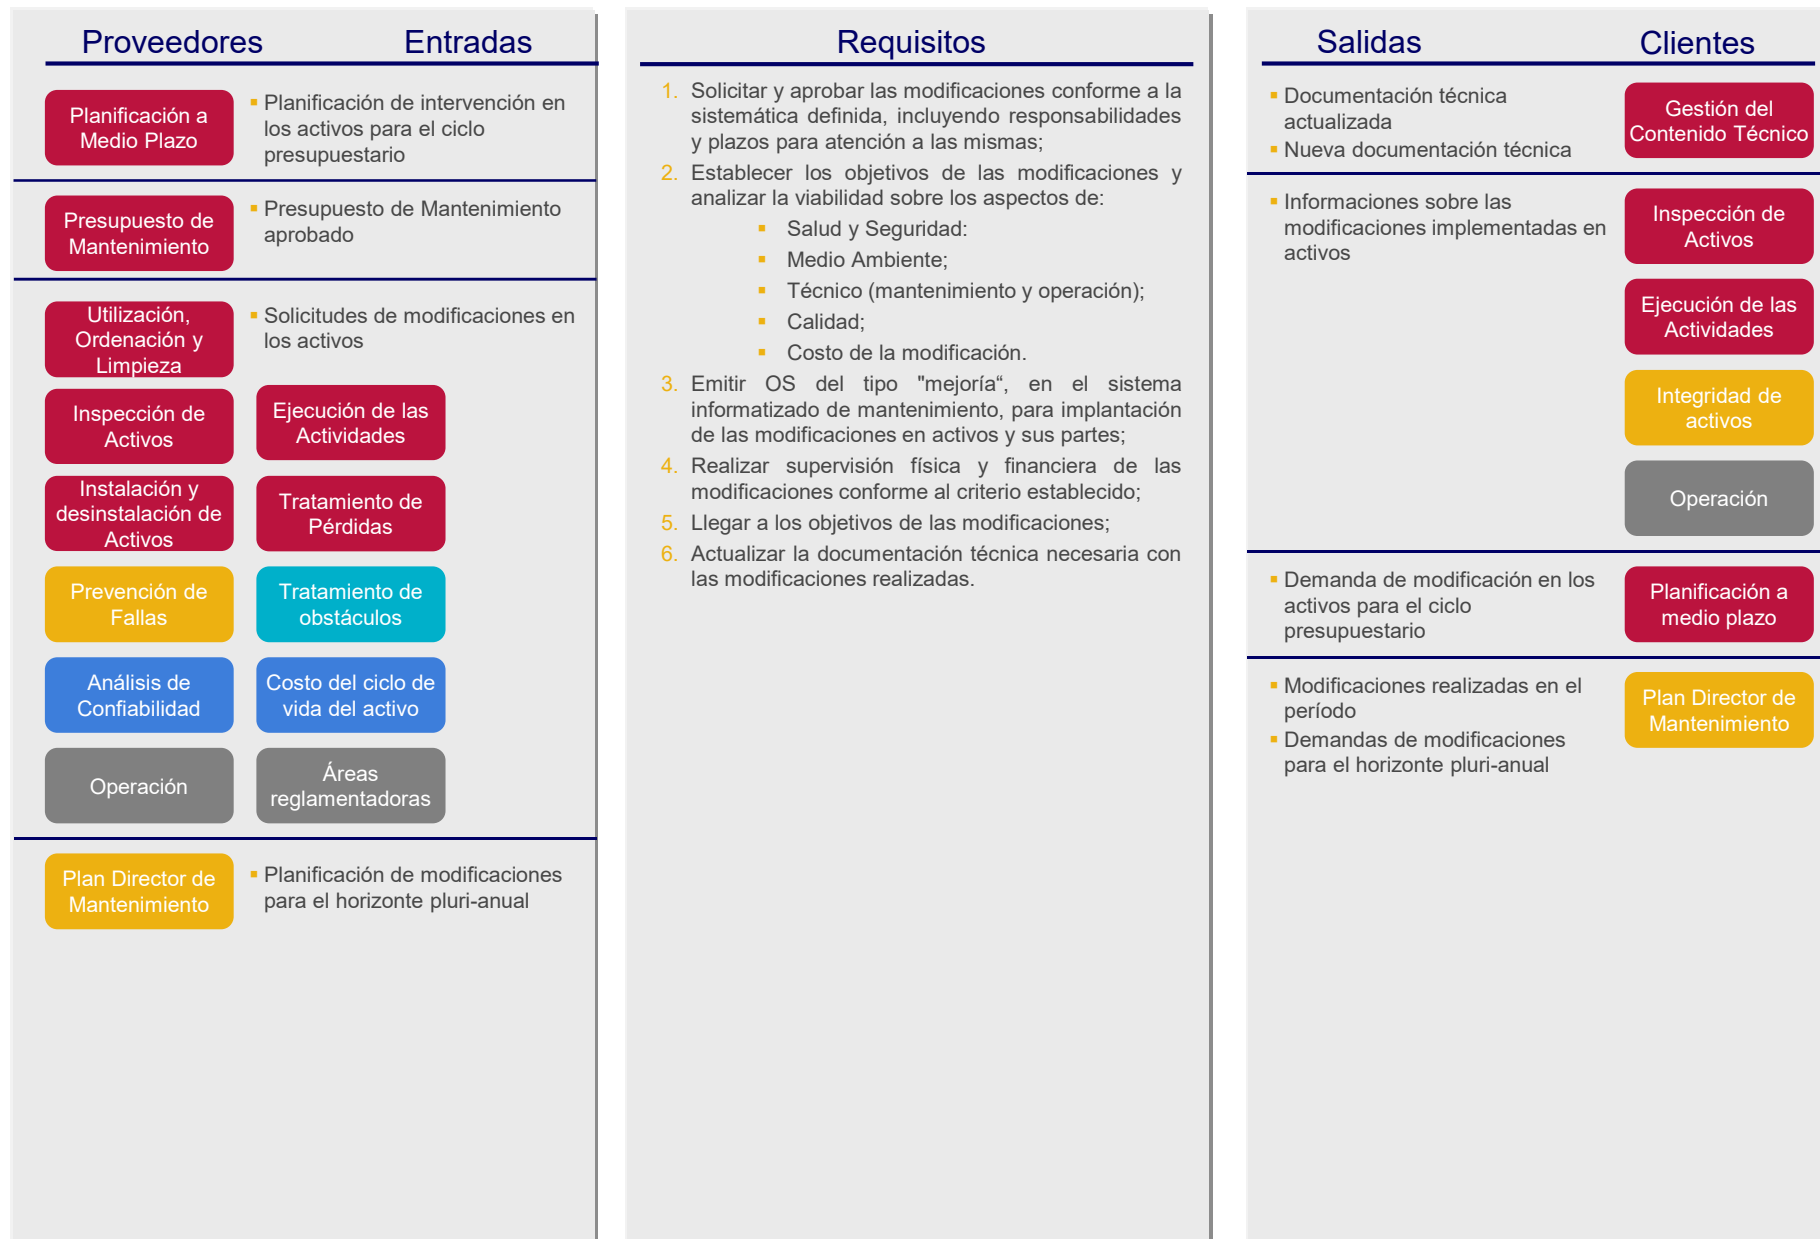 Proveedores
Entradas
Planificación a
Medio Plazo
▪ Planificación de intervención en
los activos para el ciclo
presupuestario
Presupuesto de
Mantenimiento
▪ Presupuesto de Mantenimiento
aprobado
Utilización,
Ordenación y
Limpieza
▪ Solicitudes de modificaciones en
los activos
Inspección de
Activos
Ejecución de las
Actividades
Instalación y
desinstalación de
Activos
Tratamiento de
Pérdidas
Prevención de
Fallas
Tratamiento de
obstáculos
Análisis de
Confiabilidad
Costo del ciclo de
vida del activo
Operación
Áreas
reglamentadoras
Plan Director de
Mantenimiento
▪ Planificación de modificaciones
para el horizonte pluri-anual
Requisitos
1. Solicitar y aprobar las modificaciones conforme a la
sistemática definida, incluyendo responsabilidades
y plazos para atención a las mismas;
2. Establecer los objetivos de las modificaciones y
analizar la viabilidad sobre los aspectos de:
▪ Salud y Seguridad:
▪ Medio Ambiente;
▪ Técnico (mantenimiento y operación);
▪ Calidad;
▪ Costo de la modificación.
3. Emitir OS del tipo "mejoría“, en el sistema
informatizado de mantenimiento, para implantación
de las modificaciones en activos y sus partes;
4. Realizar supervisión física y financiera de las
modificaciones conforme al criterio establecido;
5. Llegar a los objetivos de las modificaciones;
6. Actualizar la documentación técnica necesaria con
las modificaciones realizadas.
Salidas
Clientes
▪ Documentación técnica
actualizada
▪ Nueva documentación técnica
Gestión del
Contenido Técnico
▪ Informaciones sobre las
modificaciones implementadas en
activos
Inspección de
Activos
Ejecución de las
Actividades
Integridad de
activos
Operación
▪ Demanda de modificación en los
activos para el ciclo
presupuestario
Planificación a
medio plazo
▪ Modificaciones realizadas en el
período
▪ Demandas de modificaciones
para el horizonte pluri-anual
Plan Director de
Mantenimiento